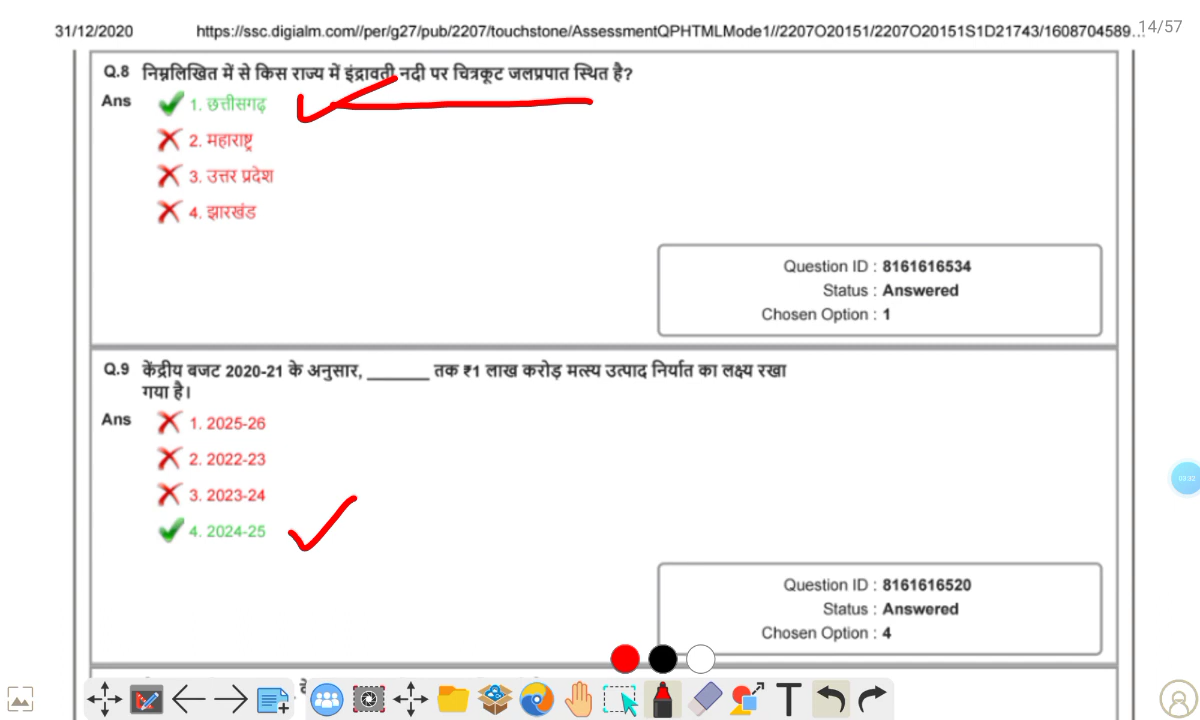 31/12/2020 https://ssc.digialm.com//per/g27/pub/2207/touchstone/AssessmentQPHTMLMode1//2207O20151/2207O20151S1D21743/1608704589... 14/57
Q.8 निम्नलिखित में से किस राज्य में इंद्रावती नदी पर चित्रकूट जलप्रपात स्थित है?
Ans 1. छत्तीसगढ़
2. महाराष्ट्र
3. उत्तर प्रदेश
4. झारखंड
Question ID : 8161616534
Status : Answered
Chosen Option : 1
Q.9 केंद्रीय बजट 2020-21 के अनुसार, _______ तक ₹1 लाख करोड़ मत्स्य उत्पाद निर्यात का लक्ष्य रखा
गया है।
Ans 1. 2025-26
2. 2022-23
3. 2023-24
4. 2024-25
Question ID : 8161616520
Status : Answered
Chosen Option : 4
T